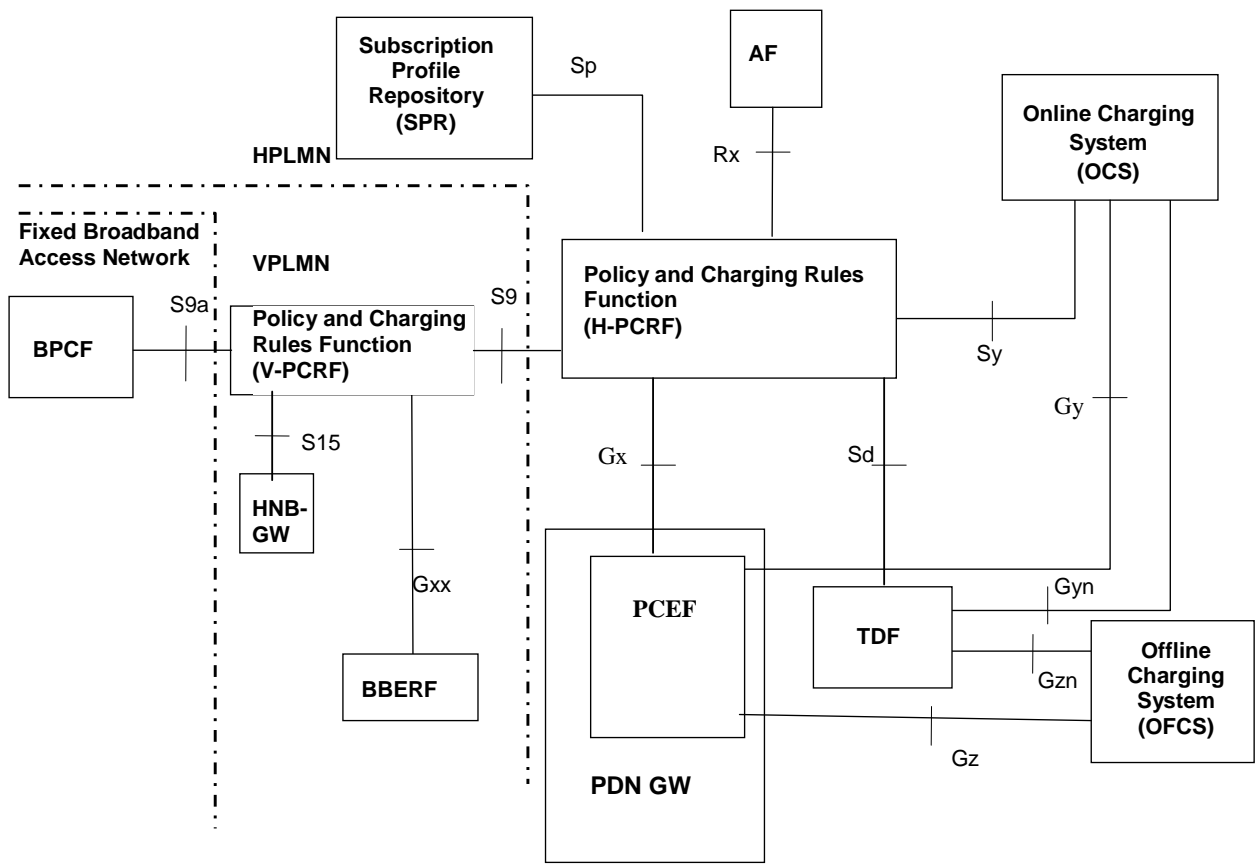 Subscription
Profile
Repository
(SPR)
Sp
AF
Online Charging
System
(OCS)
HPLMN
Rx
Fixed Broadband
Access Network
VPLMN
S9a
S9
BPCF
Policy and Charging
Rules Function
(V-PCRF)
Policy and Charging Rules
Function
(H-PCRF)
Sy
Gy
S15
Gx
Sd
HNB-
GW
Gxx
Gyn
PCEF
TDF
BBERF
Gzn
Offline
Charging
System
(OFCS)
Gz
PDN GW